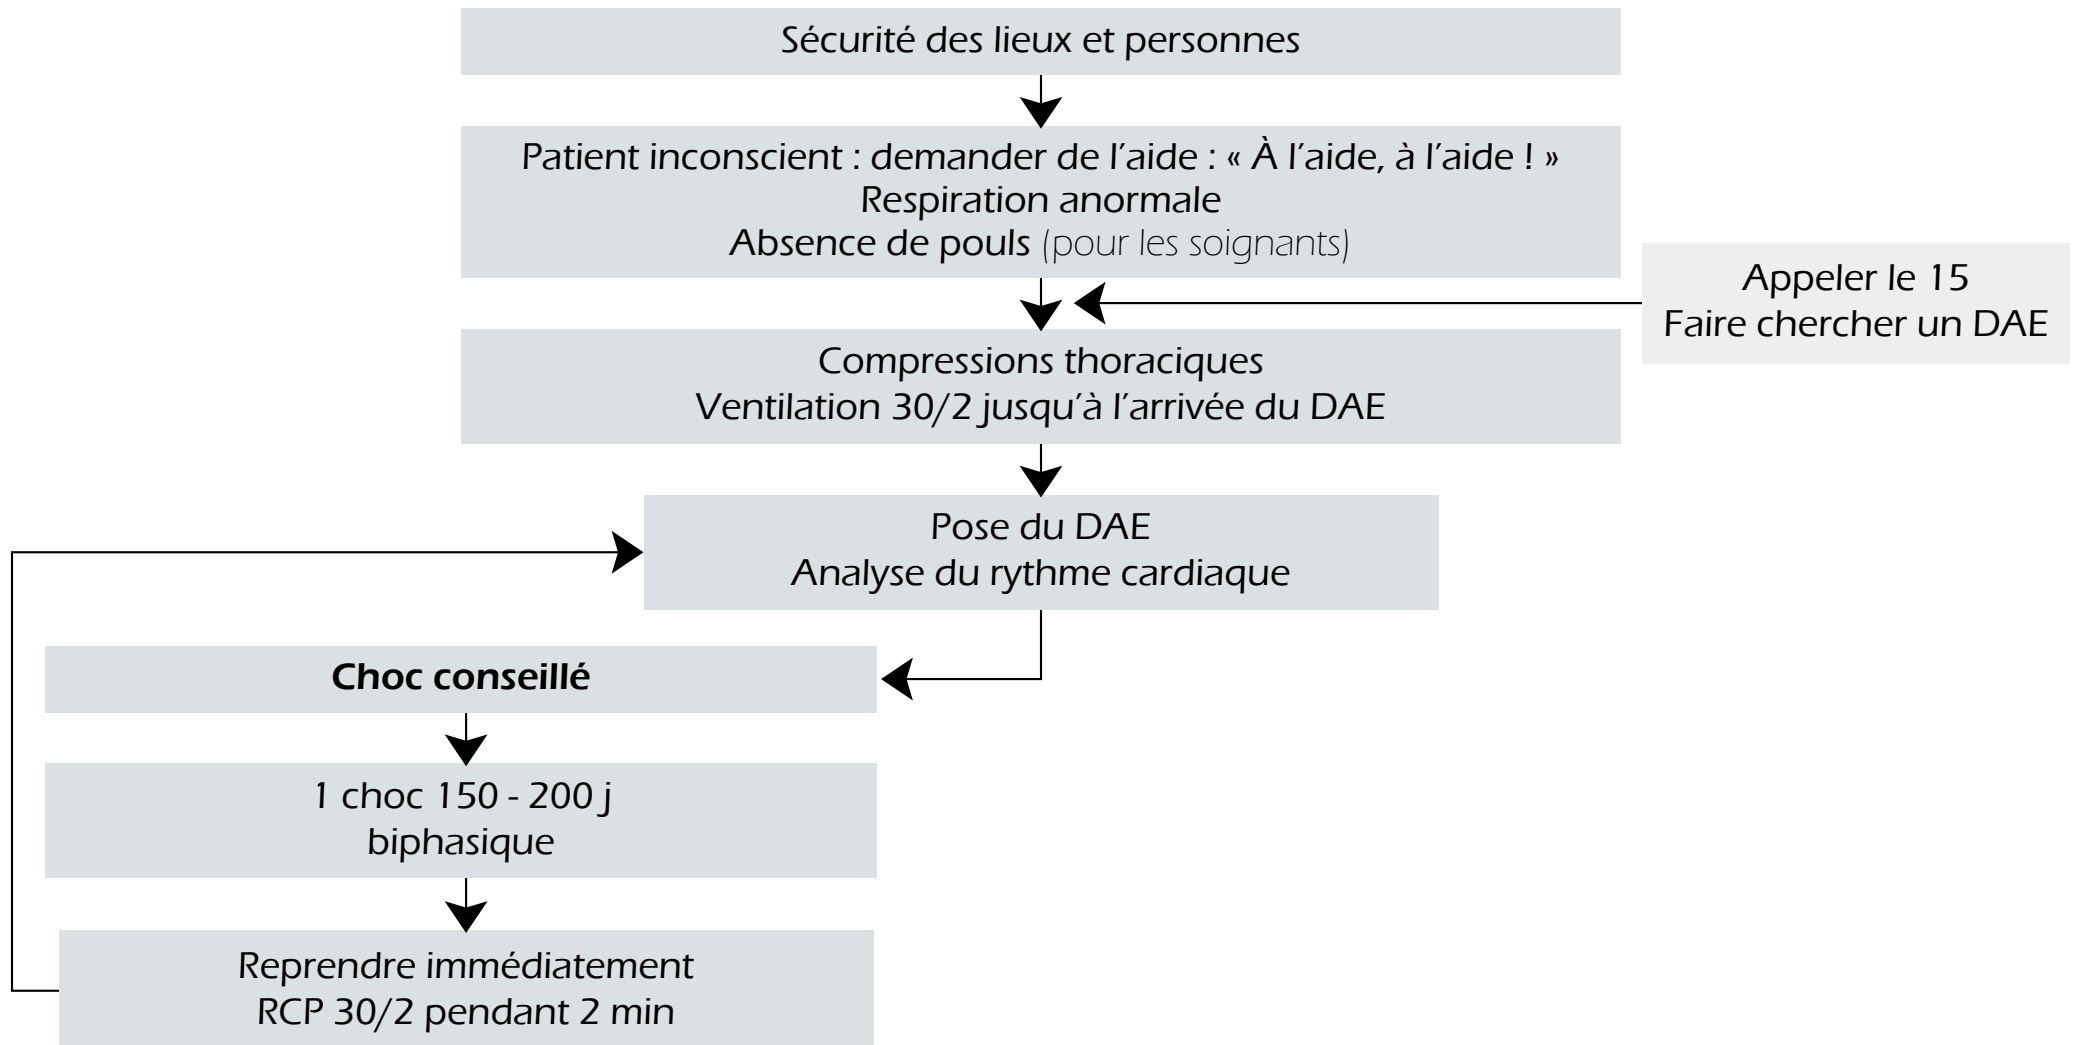 Sécurité des lieux et personnes
Patient inconscient : demander de l’aide : « À l’aide, à l’aide ! »
Respiration anormale
Absence de pouls (pour les soignants)
Appeler le 15
Faire chercher un DAE
Compressions thoraciques
Ventilation 30/2 jusqu’à l’arrivée du DAE
Pose du DAE
Analyse du rythme cardiaque
Choc conseillé
1 choc 150 - 200 j
biphasique
Reprendre immédiatement
RCP 30/2 pendant 2 min